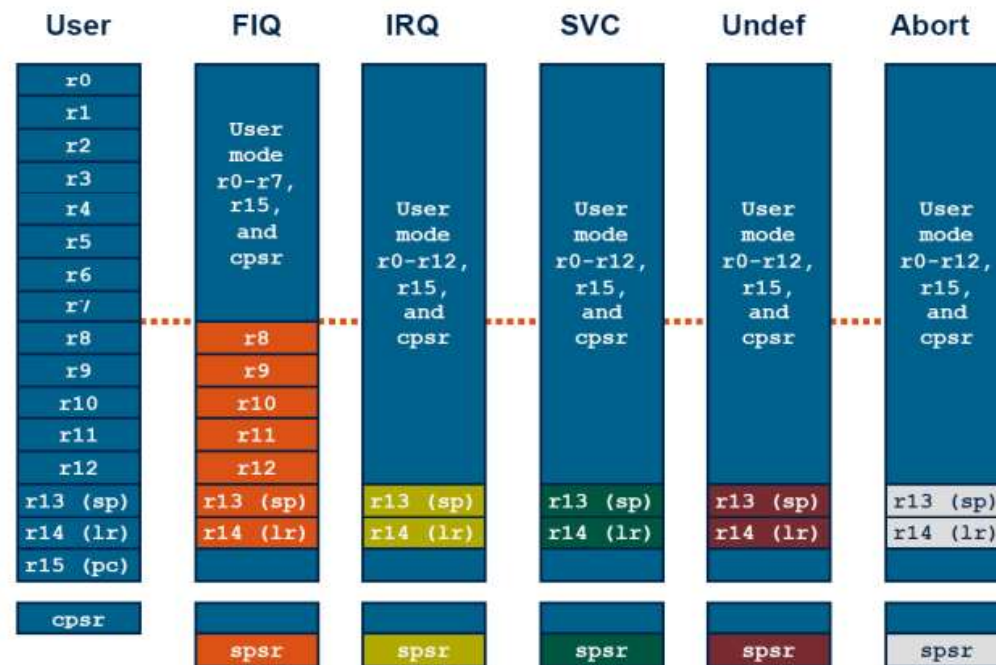 User
FIQ
IRQ
SVC
Undef
Abort
r0
r1
r2
r3
r4
r5
r6
r7
r8
r9
r10
r11
r12
r13 (sp)
r14 (lr)
r15 (pc)
cpsr
User
mode
r0-r7,
r15,
and
cpsr
r8
r9
r10
r11
r12
r13 (sp)
r14 (lr)
spsr
User
mode
r0-r12,
r15,
and
cpsr
r13 (sp)
r14 (lr)
spsr
User
mode
r0-r12,
r15,
and
cpsr
r13 (sp)
r14 (lr)
spsr
User
mode
r0-r12,
r15,
and
cpsr
r13 (sp)
r14 (lr)
spsr
User
mode
r0-r12,
r15,
and
cpsr
r13 (sp)
r14 (lr)
spsr